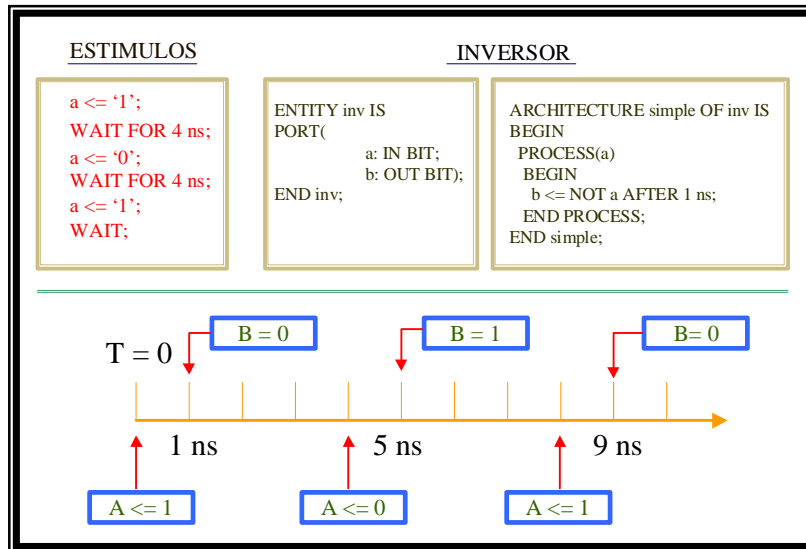 ESTIMULOS
INVERSOR
a <= ‘1’;
WAIT FOR 4 ns;
a <= ‘0’;
WAIT FOR 4 ns;
a <= ‘1’;
WAIT;
ENTITY inv IS
PORT(
a: IN BIT;
b: OUT BIT);
END inv;
ARCHITECTURE simple OF inv IS
BEGIN
PROCESS(a)
BEGIN
b <= NOT a AFTER 1 ns;
END PROCESS;
END simple;
B = 0
B = 1
B= 0
T = 0
1 ns
5 ns
9 ns
A <= 1
A <= 0
A <= 1